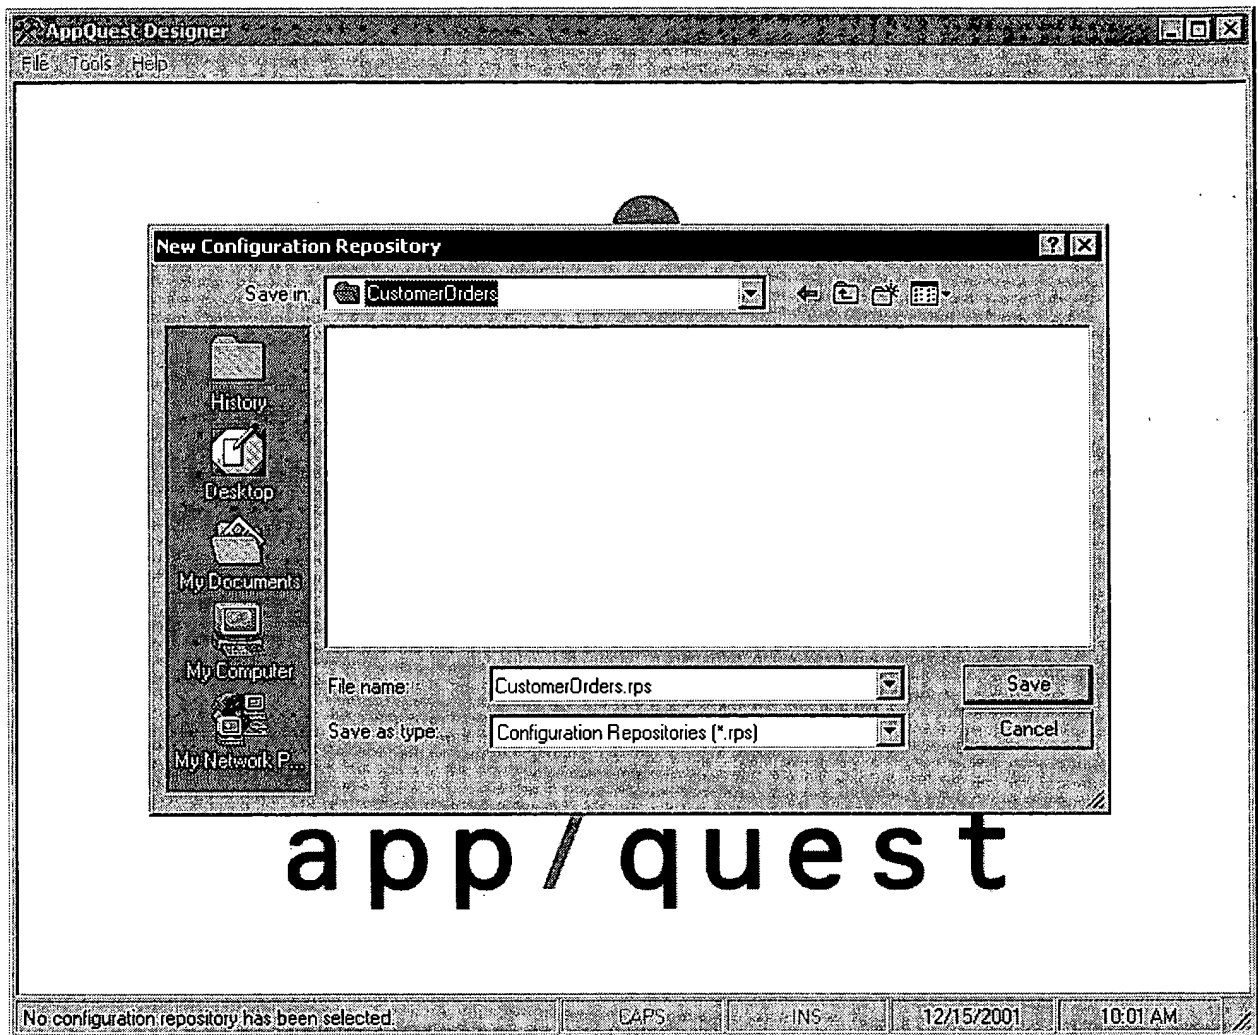 AppQuest Designer
File Tools Help
New Configuration Repository
Save in: CustomerOrders
History
Desktop
My Documents
My Computer
My Network P...
File name: CustomerOrders.rps
Save
Save as type: Configuration Repositories (*.rps)
Cancel
app/quest
No configuration repository has been selected. CAPS INS 12/15/2001 10:01 AM